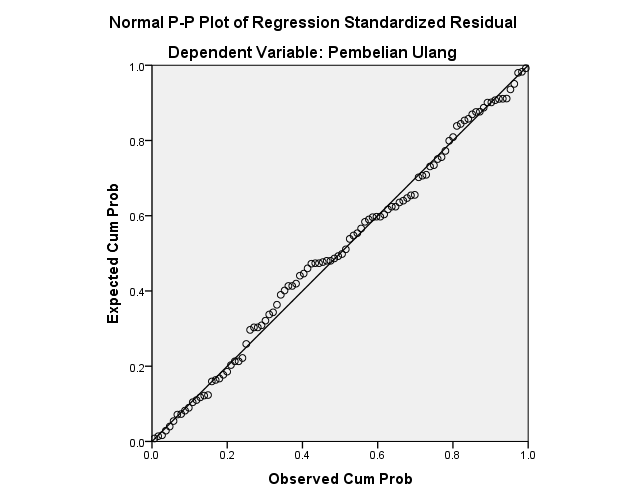 Normal P-P Plot of Regression Standardized Residual
Dependent Variable: Pembelian Ulang
1.0
0.8
0.6
0.4
0.2
0.0
Expected Cum Prob
0.0 0.2 0.4 0.6 0.8 1.0
Observed Cum Prob